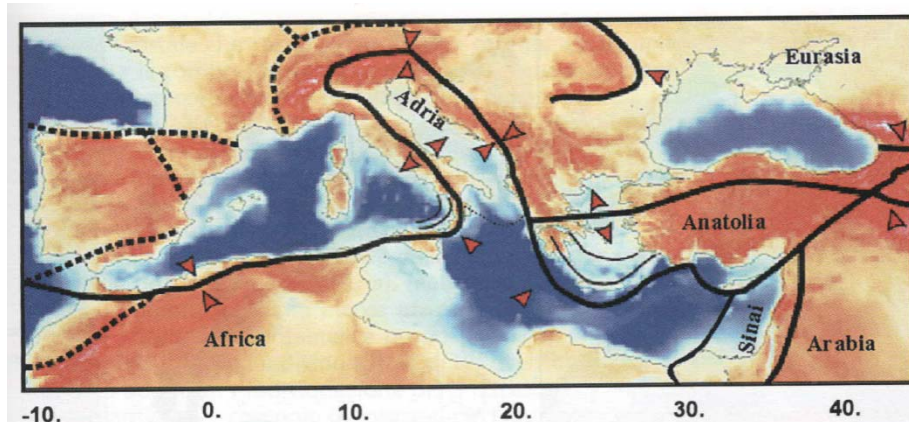 Eurasia
Adria
Anatolia
Africa
Sinai
Arabia
-10. 0. 10. 20. 30. 40.